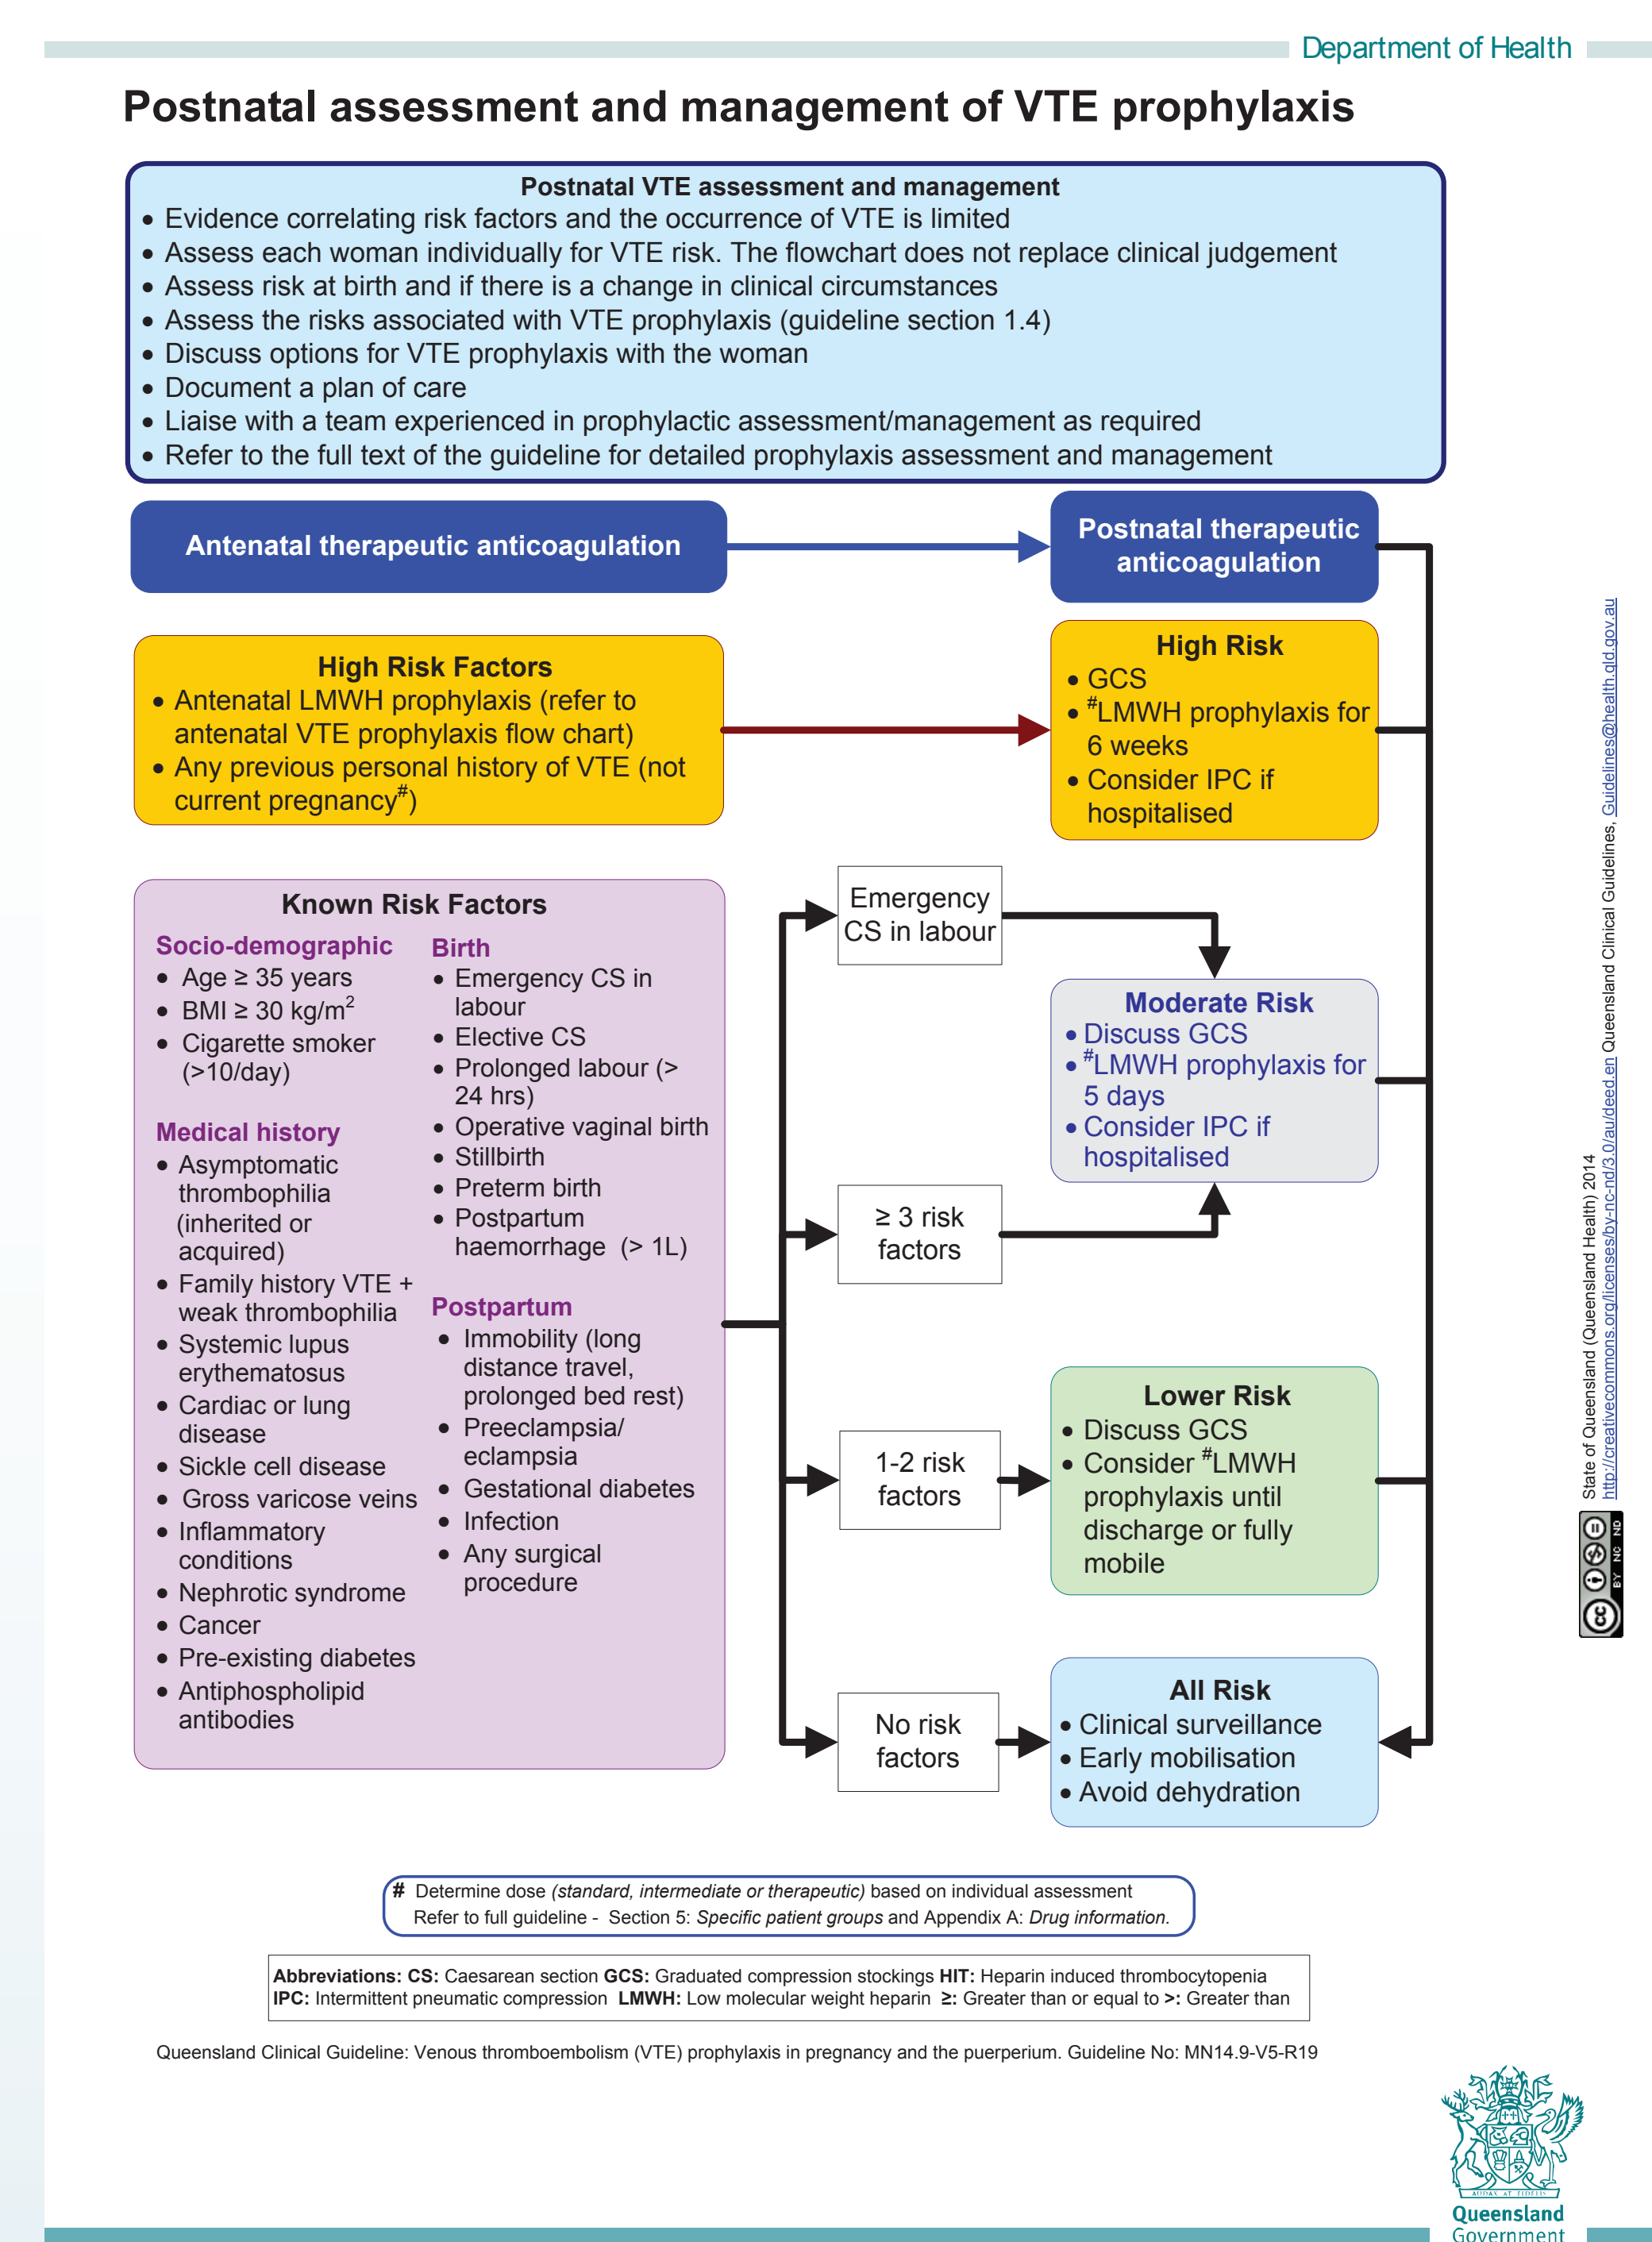 Department of Health
Postnatal assessment and management of VTE prophylaxis
Postnatal VTE assessment and management
• Evidence correlating risk factors and the occurrence of VTE is limited
• Assess each woman individually for VTE risk. The flowchart does not replace clinical judgement
• Assess risk at birth and if there is a change in clinical circumstances
• Assess the risks associated with VTE prophylaxis (guideline section 1.4)
• Discuss options for VTE prophylaxis with the woman
• Document a plan of care
• Liaise with a team experienced in prophylactic assessment/management as required
• Refer to the full text of the guideline for detailed prophylaxis assessment and management
Antenatal therapeutic anticoagulation
Postnatal therapeutic
anticoagulation
High Risk Factors
• Antenatal LMWH prophylaxis (refer to
antenatal VTE prophylaxis flow chart)
• Any previous personal history of VTE (not
current pregnancy#)
High Risk
• GCS
• #LMWH prophylaxis for
6 weeks
• Consider IPC if
hospitalised
Known Risk Factors
Socio-demographic
• Age ≥ 35 years
• BMI ≥ 30 kg/m2
• Cigarette smoker
(>10/day)
Medical history
• Asymptomatic
thrombophilia
(inherited or
acquired)
• Family history VTE +
weak thrombophilia
• Systemic lupus
erythematosus
• Cardiac or lung
disease
• Sickle cell disease
• Gross varicose veins
• Inflammatory
conditions
• Nephrotic syndrome
• Cancer
• Pre-existing diabetes
• Antiphospholipid
antibodies
Birth
• Emergency CS in
labour
• Elective CS
• Prolonged labour (>
24 hrs)
• Operative vaginal birth
• Stillbirth
• Preterm birth
• Postpartum
haemorrhage (> 1L)
Postpartum
• Immobility (long
distance travel,
prolonged bed rest)
• Preeclampsia/
eclampsia
• Gestational diabetes
• Infection
• Any surgical
procedure
Emergency
CS in labour
Moderate Risk
• Discuss GCS
• #LMWH prophylaxis for
5 days
• Consider IPC if
hospitalised
≥ 3 risk
factors
1-2 risk
factors
Lower Risk
• Discuss GCS
• Consider #LMWH
prophylaxis until
discharge or fully
mobile
No risk
factors
All Risk
• Clinical surveillance
• Early mobilisation
• Avoid dehydration
# Determine dose (standard, intermediate or therapeutic) based on individual assessment
Refer to full guideline - Section 5: Specific patient groups and Appendix A: Drug information.
Abbreviations: CS: Caesarean section GCS: Graduated compression stockings HIT: Heparin induced thrombocytopenia
IPC: Intermittent pneumatic compression LMWH: Low molecular weight heparin ≥: Greater than or equal to >: Greater than
Queensland Clinical Guideline: Venous thromboembolism (VTE) prophylaxis in pregnancy and the puerperium. Guideline No: MN14.9-V5-R19
State of Queensland (Queensland Health) 2014
http://creativecommons.org/licenses/by-nc-nd/3.0/au/deed.en Queensland Clinical Guidelines, Guidelines@health.qld.gov.au
cc
BY NC ND
AUDAX AT FIDELIS
Queensland
Government